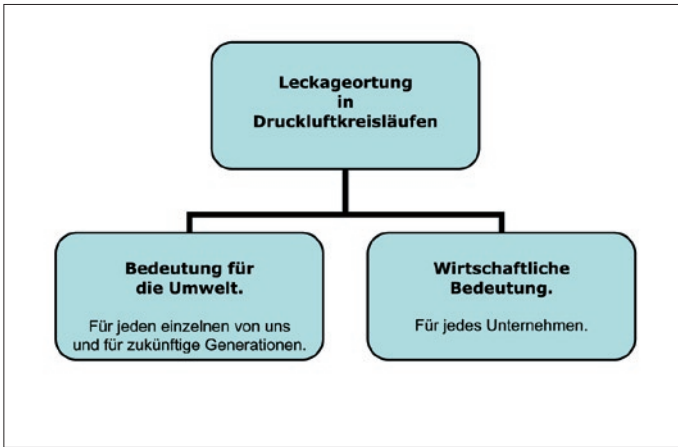 Leckageortung
in
Druckluftkreisläufen
Bedeutung für
die Umwelt.
Für jeden einzelnen von uns
und für zukünftige Generationen.
Wirtschaftliche
Bedeutung.
Für jedes Unternehmen.